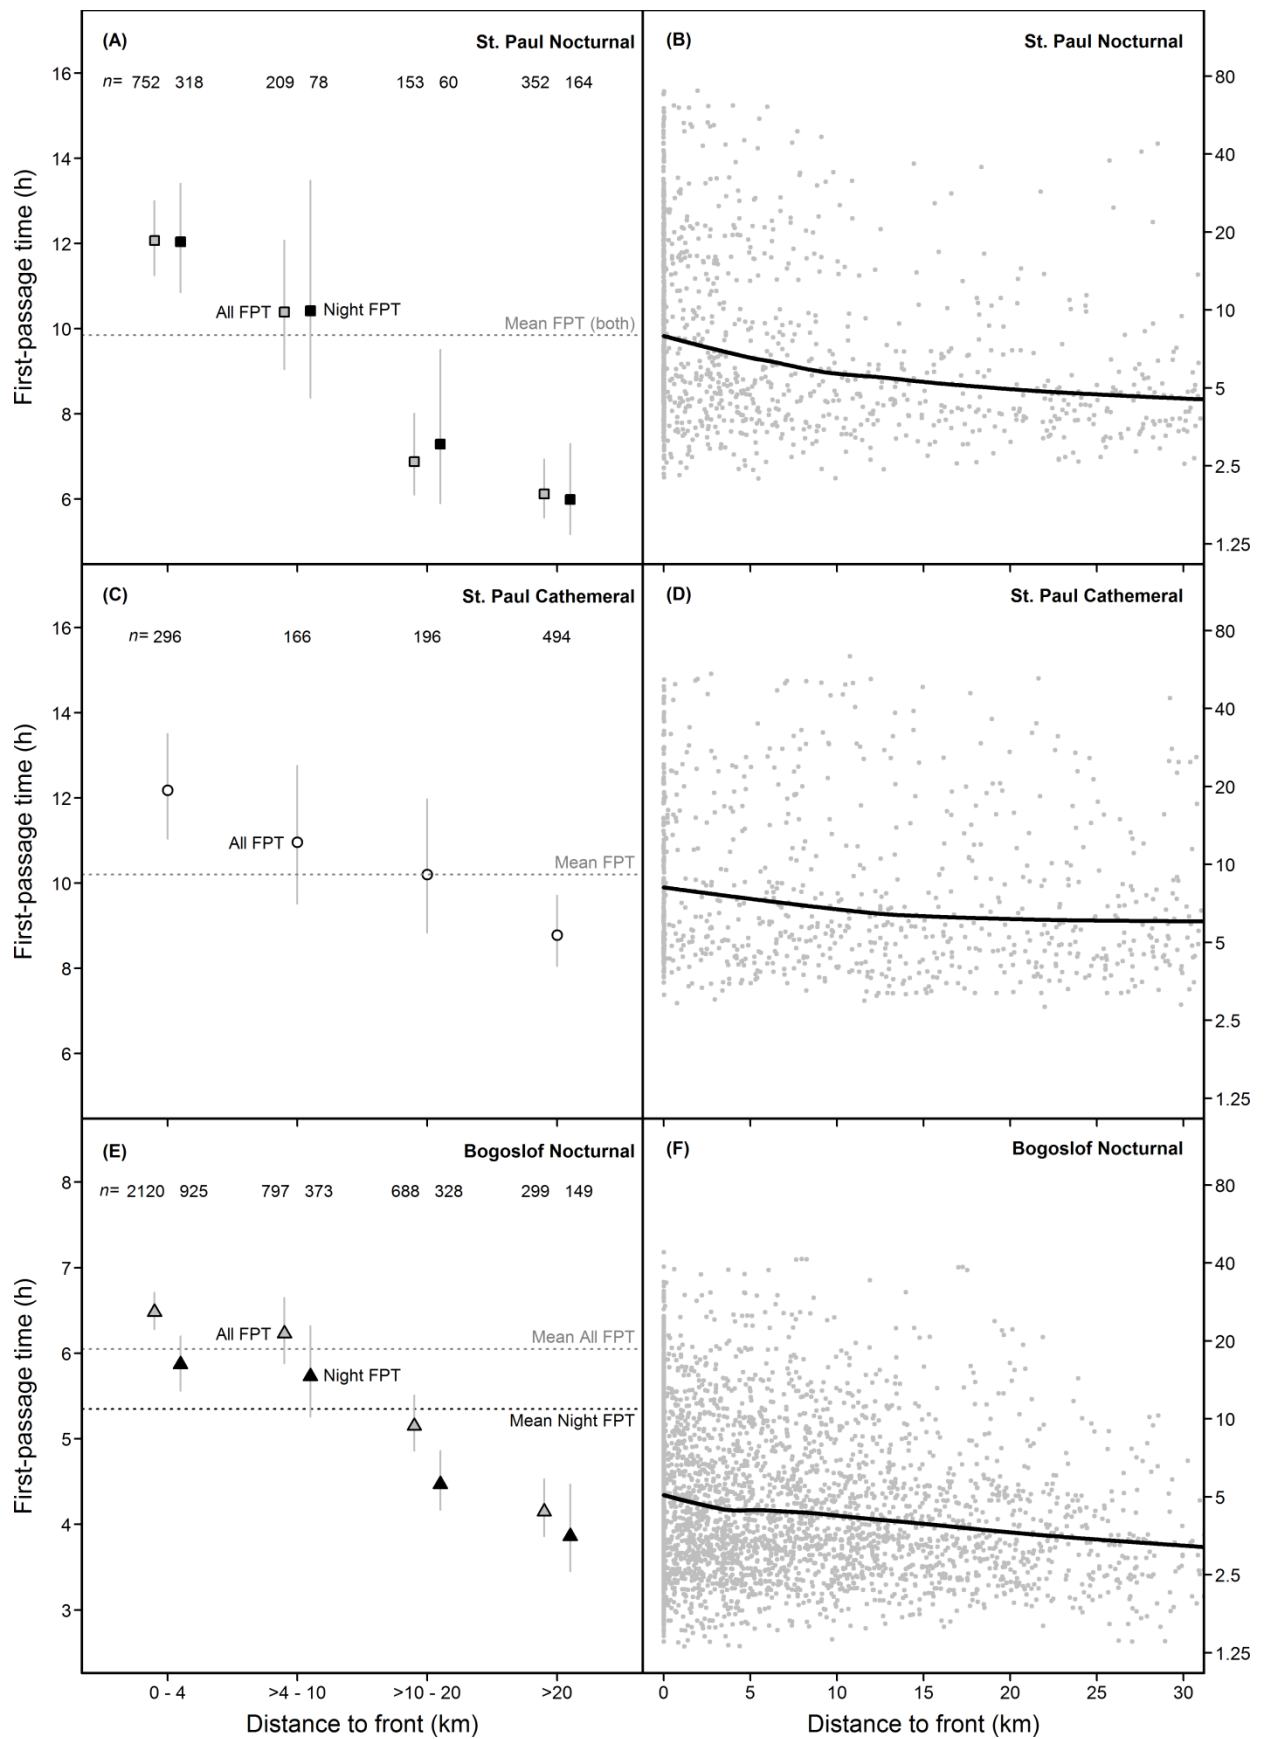 (A) St. Paul Nocturnal
n= 752 318 209 78 153 60 352 164
All FPT
Night FPT
Mean FPT (both)
16
14
12
10
8
6
First-passage time (h)
(B) St. Paul Nocturnal
80
40
20
10
5
2.5
1.25
(C) St. Paul Cathemeral
n= 296 166 196 494
All FPT
Mean FPT
16
14
12
10
8
6
First-passage time (h)
(D) St. Paul Cathemeral
80
40
20
10
5
2.5
1.25
(E) Bogoslof Nocturnal
n= 2120 925 797 373 688 328 299 149
All FPT
Night FPT
Mean All FPT
Mean Night FPT
8
7
6
5
4
3
First-passage time (h)
0 - 4 >4 - 10 >10 - 20 >20
Distance to front (km)
(F) Bogoslof Nocturnal
80
40
20
10
5
2.5
1.25
0 5 10 15 20 25 30
Distance to front (km)